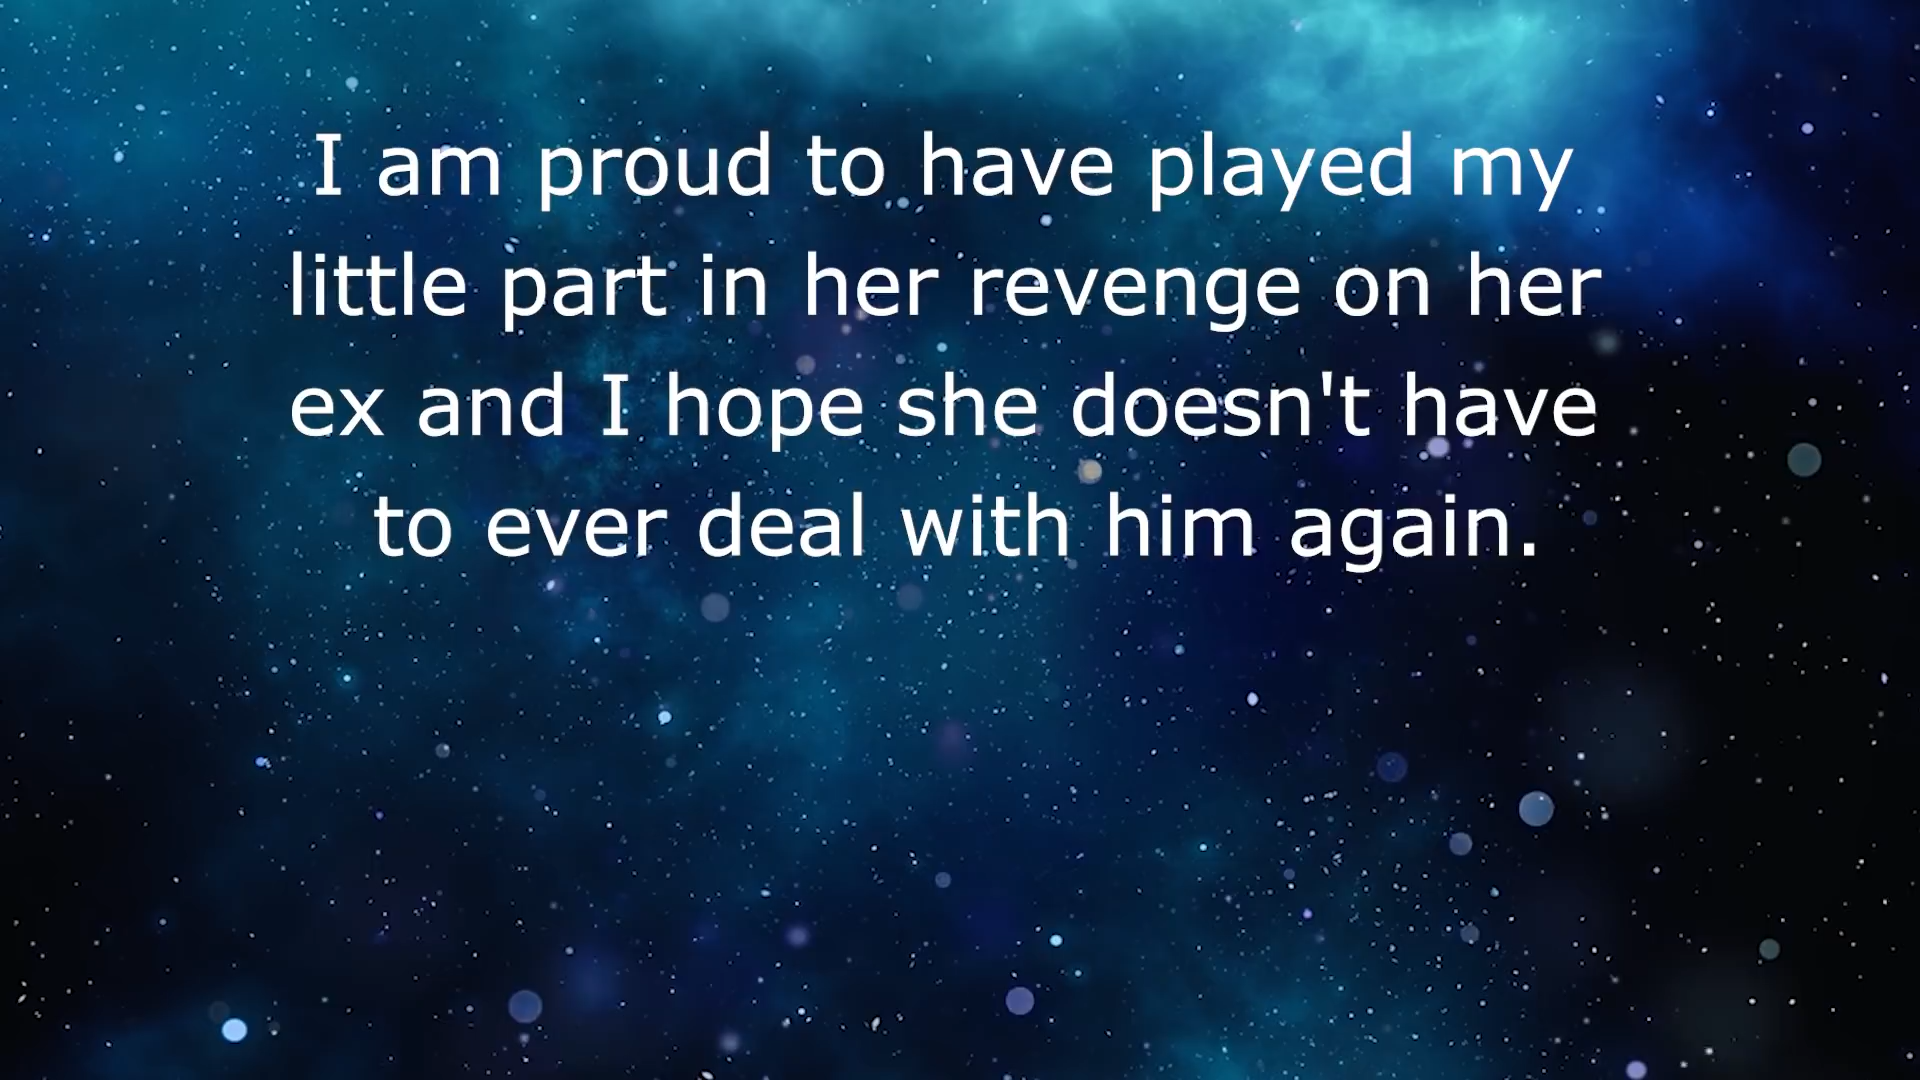 I am proud to have played my
little part in her revenge on her
ex and I hope she doesn't have
to ever deal with him again.